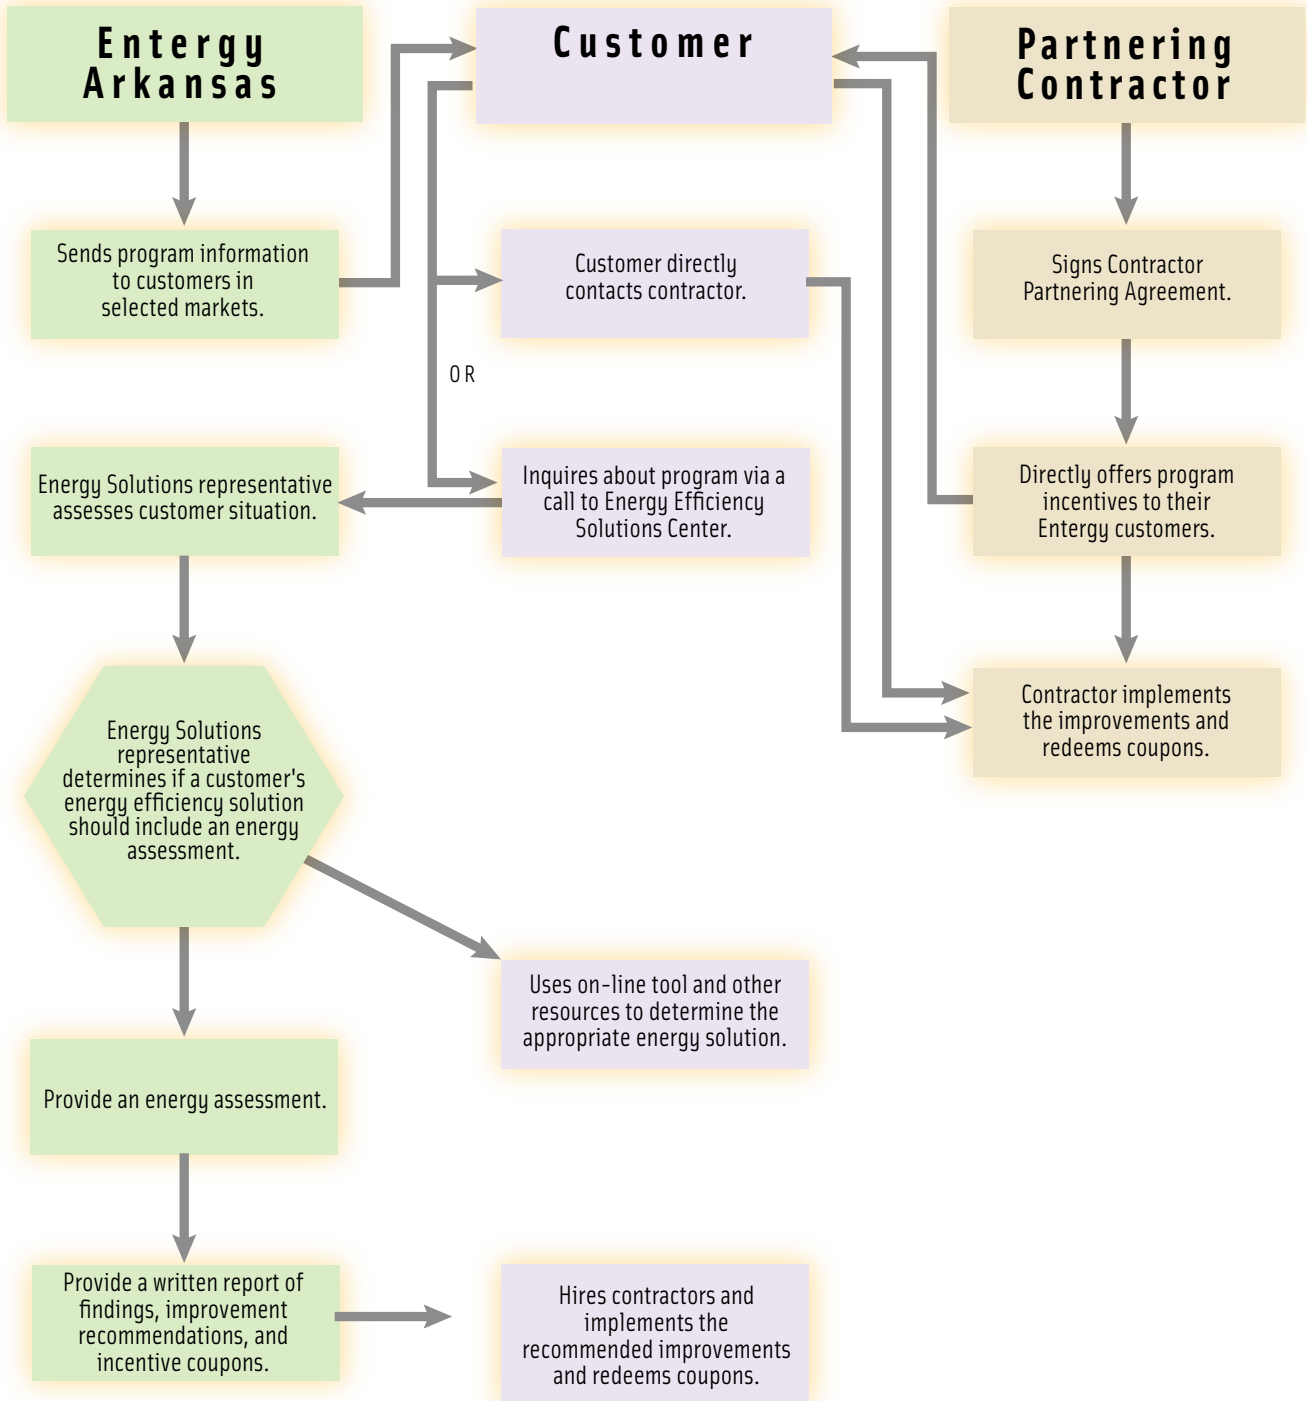 Entergy
Arkansas
Customer
Partnering
Contractor
Sends program information
to customers in
selected markets.
Customer directly
contacts contractor.
Signs Contractor
Partnering Agreement.
OR
Energy Solutions representative
assesses customer situation.
Inquires about program via a
call to Energy Efficiency
Solutions Center.
Directly offers program
incentives to their
Entergy customers.
Energy Solutions
representative
determines if a customer's
energy efficiency solution
should include an energy
assessment.
Contractor implements
the improvements and
redeems coupons.
Uses on-line tool and other
resources to determine the
appropriate energy solution.
Provide an energy assessment.
Provide a written report of
findings, improvement
recommendations, and
incentive coupons.
Hires contractors and
implements the
recommended improvements
and redeems coupons.